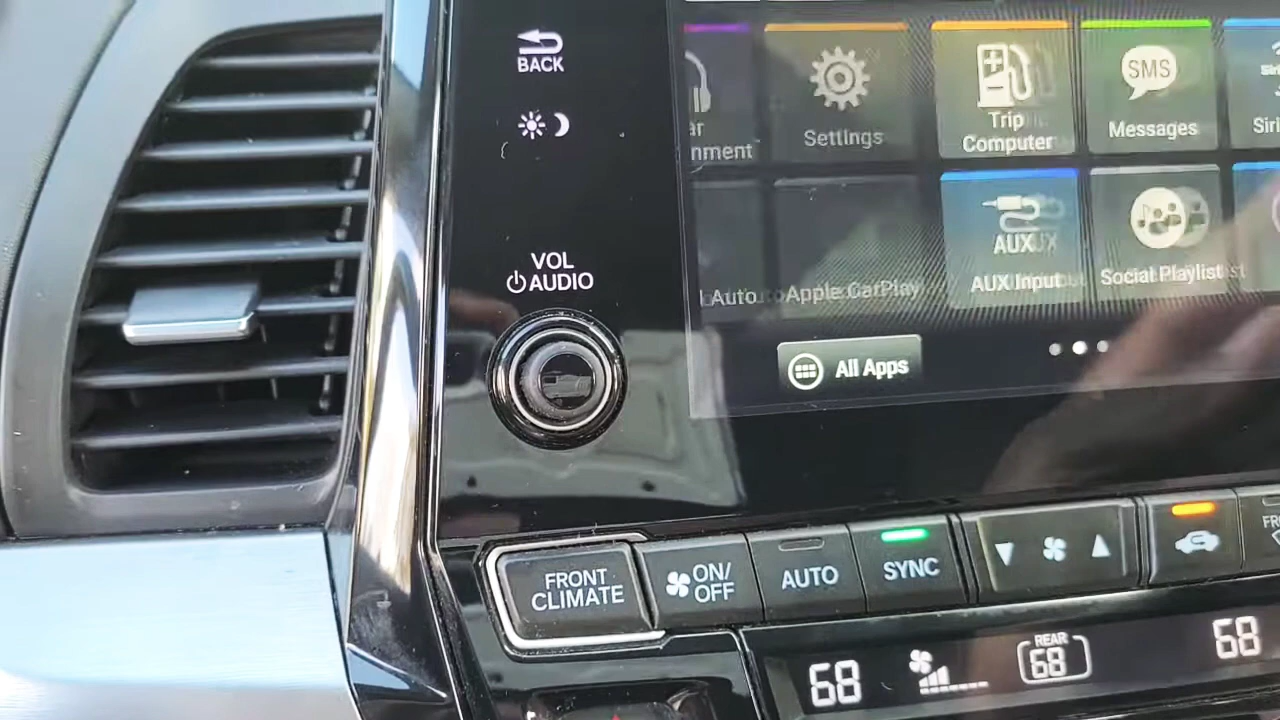 BACK
VOL
AUDIO
Settings
Trip
Computer
SMS
Messages
Auto
Apple CarPlay
AUX
AUX Input
Social Playlist
All Apps
FRONT
CLIMATE
ON/
OFF
AUTO
SYNC
68
REAR
68
68